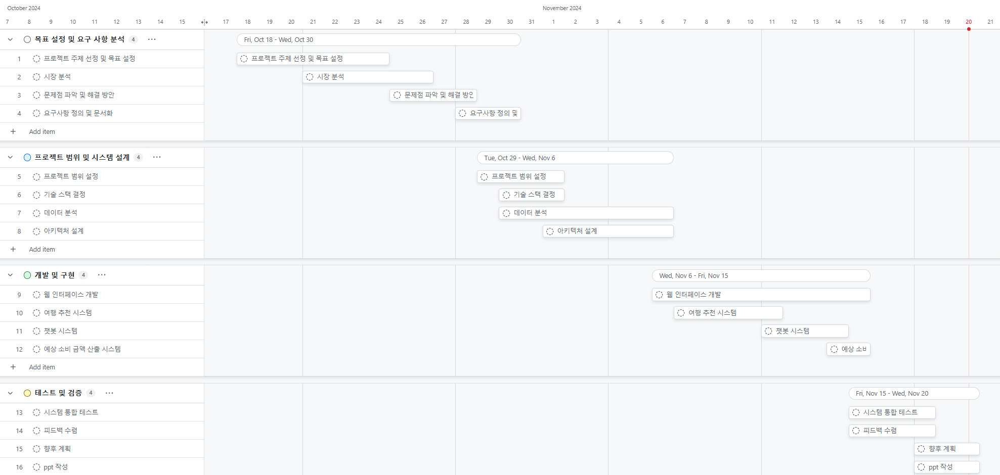 October 2024
November 2024
7 8 9 10 11 12 13 14 15 17 18 19 20 21 22 23 24 25 26 27 28 29 30 31 1 2 3 4 5 6 7 8 9 10 11 12 13 14 15 16 17 18 19 20 21
목표 설정 및 요구 사항 분석 4 ···
Fri, Oct 18 - Wed, Oct 30
1 프로젝트 주제 선정 및 목표 설정
프로젝트 주제 선정 및 목표 설정
2 시장 분석
시장 분석
3 문제점 파악 및 해결 방안
문제점 파악 및 해결 방안
4 요구사항 정의 및 문서화
요구사항 정의 및
+ Add item
프로젝트 범위 및 시스템 설계 4 ···
Tue, Oct 29 - Wed, Nov 6
5 프로젝트 범위 설정
프로젝트 범위 설정
6 기술 스택 결정
기술 스택 결정
7 데이터 분석
데이터 분석
8 아키텍처 설계
아키텍처 설계
+ Add item
개발 및 구현 4 ···
Wed, Nov 6 - Fri, Nov 15
9 웹 인터페이스 개발
웹 인터페이스 개발
10 여행 추천 시스템
여행 추천 시스템
11 챗봇 시스템
챗봇 시스템
12 예상 소비 금액 산출 시스템
예상 소비
+ Add item
테스트 및 검증 4 ···
Fri, Nov 15 - Wed, Nov 20
13 시스템 통합 테스트
시스템 통합 테스트
14 피드백 수렴
피드백 수렴
15 향후 계획
향후 계획
16 ppt 작성
ppt 작성